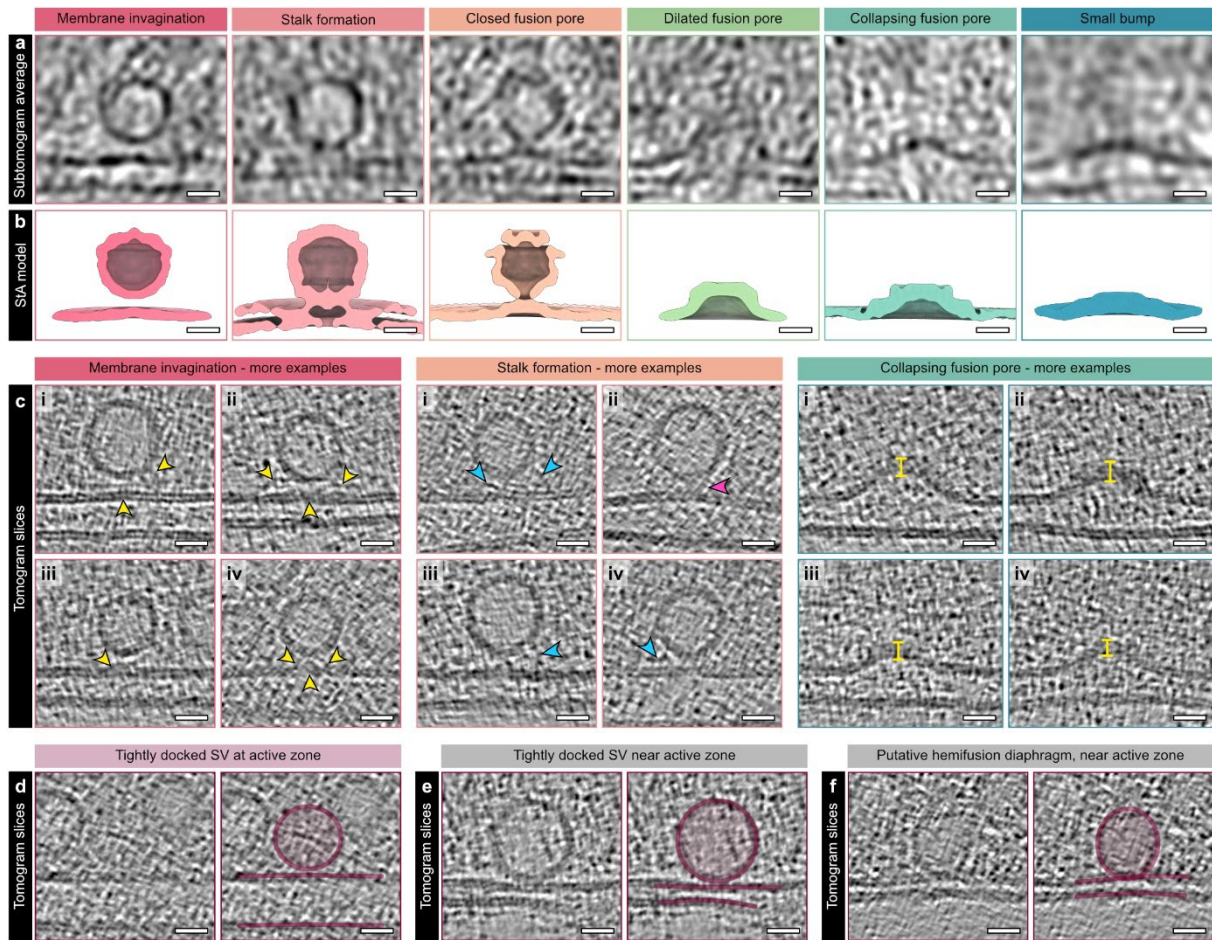 Membrane invagination
Stalk formation
Closed fusion pore
Dilated fusion pore
Collapsing fusion pore
Small bump
a
Subtomogram average
b
StA model
Membrane invagination - more examples
Stalk formation - more examples
Collapsing fusion pore - more examples
c
Tomogram slices
i
ii
i
ii
i
ii
iii
iv
iii
iv
iii
iv
Tightly docked SV at active zone
Tightly docked SV near active zone
Putative hemifusion diaphragm, near active zone
d
Tomogram slices
e
Tomogram slices
f
Tomogram slices